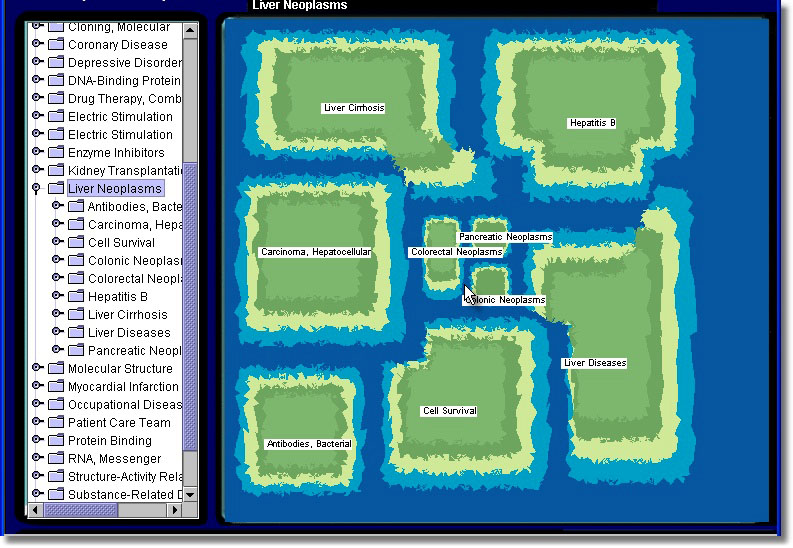 Liver Neoplasms
Cloning, Molecular
Coronary Disease
Depressive Disorder
DNA-Binding Protein
Drug Therapy, Comb
Electric Stimulation
Electric Stimulation
Enzyme Inhibitors
Kidney Transplantati
Liver Neoplasms
Antibodies, Bacte
Carcinoma, Hepa
Cell Survival
Colonic Neoplasm
Colorectal Neopl
Hepatitis B
Liver Cirrhosis
Liver Diseases
Pancreatic Neopl
Molecular Structure
Myocardial Infarction
Occupational Diseas
Patient Care Team
Protein Binding
RNA, Messenger
Structure-Activity Rela
Substance-Related D
Liver Cirrhosis
Hepatitis B
Pancreatic Neoplasms
Carcinoma, Hepatocellular
Colorectal Neoplasms
Colonic Neoplasms
Liver Diseases
Cell Survival
Antibodies, Bacterial